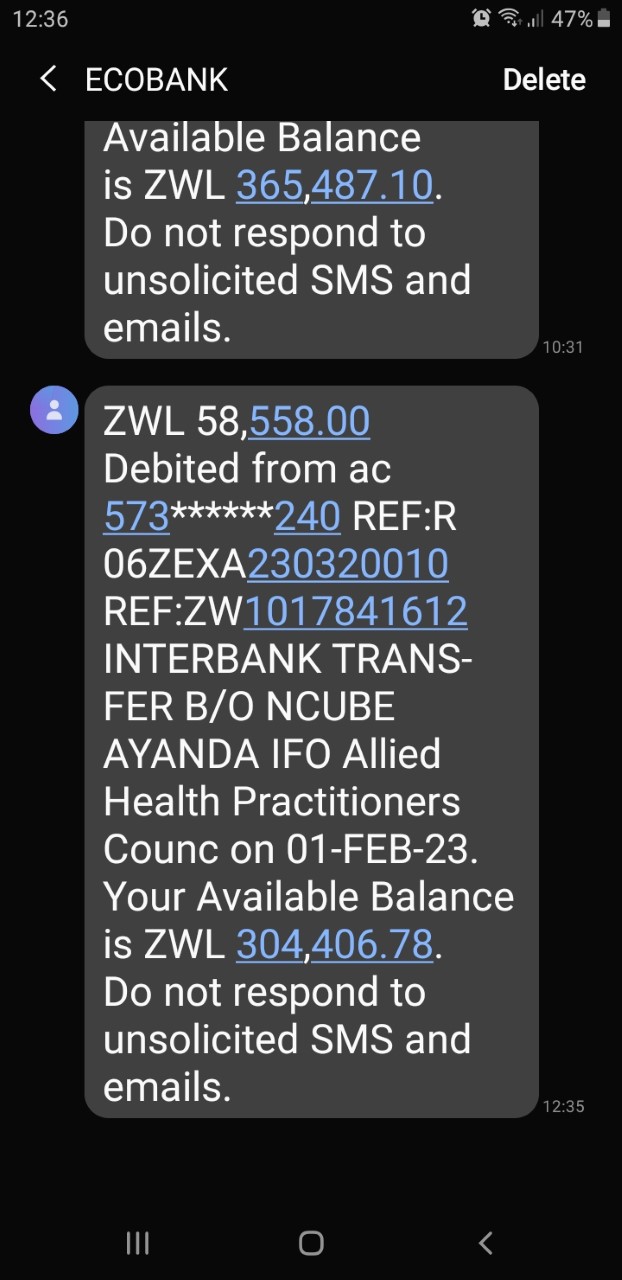 12:36 47%
ECOBANK Delete
Available Balance
is ZWL 365,487.10.
Do not respond to
unsolicited SMS and
emails.
10:31
ZWL 58,558.00
Debited from ac
573******240 REF:R
06ZEXA230320010
REF:ZW1017841612
INTERBANK TRANS-
FER B/O NCUBE
AYANDA IFO Allied
Health Practitioners
Counc on 01-FEB-23.
Your Available Balance
is ZWL 304,406.78.
Do not respond to
unsolicited SMS and
emails.
12:35